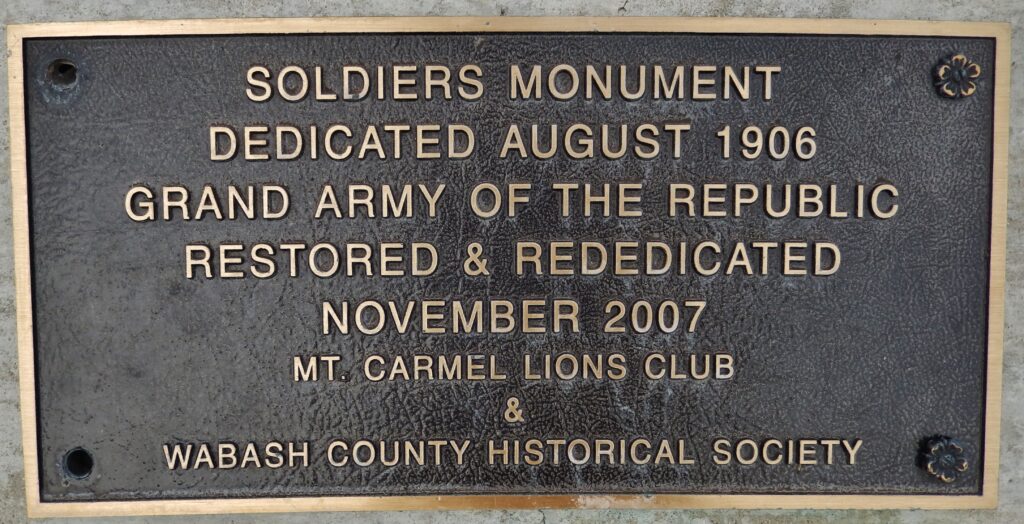 SOLDIERS MONUMENT
DEDICATED AUGUST 1906
GRAND ARMY OF THE REPUBLIC
RESTORED & REDEDICATED
NOVEMBER 2007
MT. CARMEL LIONS CLUB
&
WABASH COUNTY HISTORICAL SOCIETY